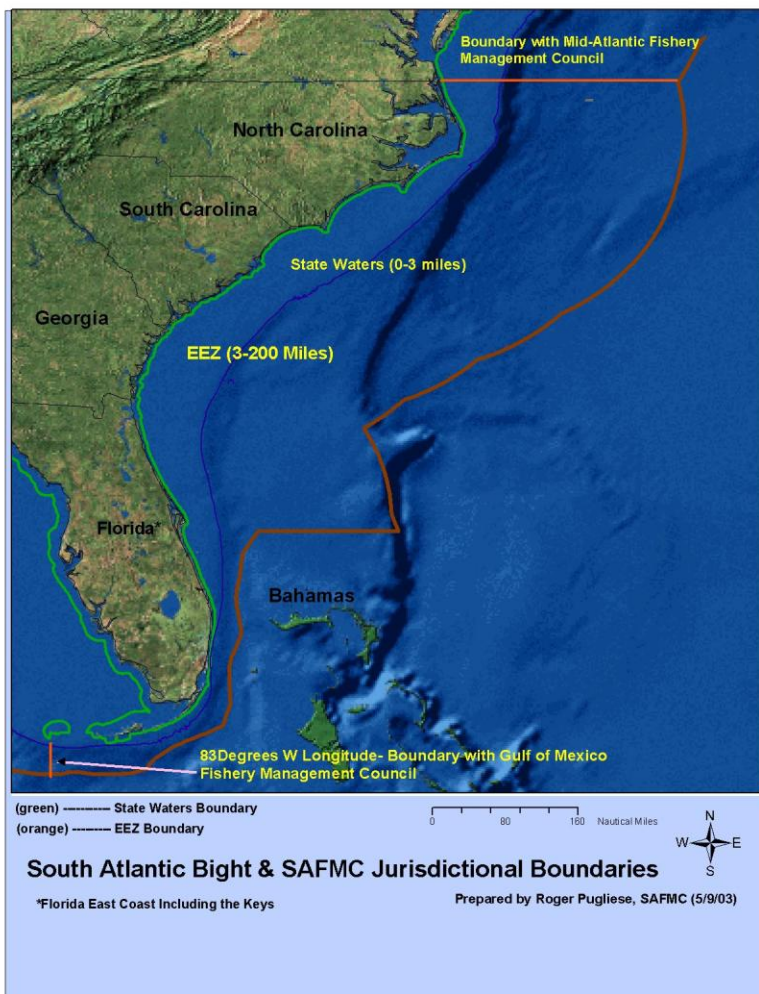 Boundary with Mid-Atlantic Fishery
Management Council
North Carolina
South Carolina
State Waters (0-3 miles)
Georgia
EEZ (3-200 Miles)
Florida*
Bahamas
83Degrees W Longitude- Boundary with Gulf of Mexico
Fishery Management Council
(green) ----------- State Waters Boundary
(orange) --------- EEZ Boundary
0 80 160 Nautical Miles
N
W E
S
South Atlantic Bight & SAFMC Jurisdictional Boundaries
*Florida East Coast Including the Keys
Prepared by Roger Pugliese, SAFMC (5/9/03)